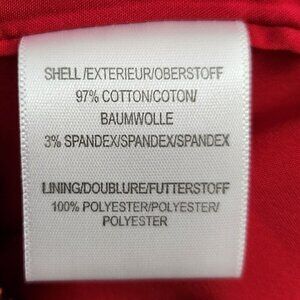 SHELL/EXTERIEUR/OBERSTOFF
97% COTTON/COTON/
BAUMWOLLE
3% SPANDEX/SPANDEX/SPANDEX
LINING/DOUBLURE/FUTTERSTOFF
100% POLYESTER/POLYESTER/
POLYESTER